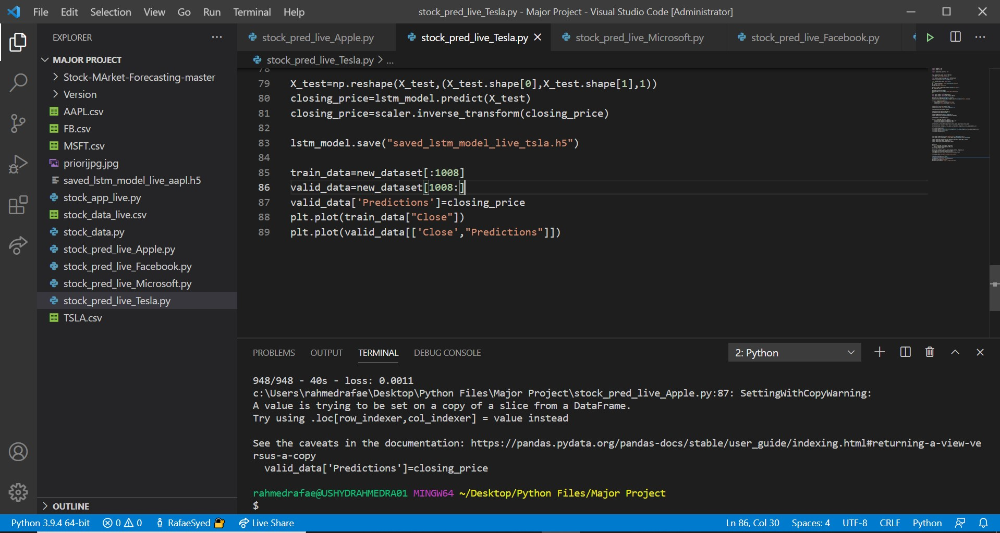 File Edit Selection View Go Run Terminal Help
stock_pred_live_Tesla.py - Major Project - Visual Studio Code [Administrator]
EXPLORER
MAJOR PROJECT
Stock-MArket-Forecasting-master
Version
AAPL.csv
FB.csv
MSFT.csv
priorijpg.jpg
saved_lstm_model_live_aapl.h5
stock_app_live.py
stock_data_live.csv
stock_data.py
stock_pred_live_Apple.py
stock_pred_live_Facebook.py
stock_pred_live_Microsoft.py
stock_pred_live_Tesla.py
TSLA.csv
OUTLINE
stock_pred_live_Apple.py stock_pred_live_Tesla.py stock_pred_live_Microsoft.py stock_pred_live_Facebook.py
stock_pred_live_Tesla.py > ...
78
79 X_test=np.reshape(X_test,(X_test.shape[0],X_test.shape[1],1))
80 closing_price=lstm_model.predict(X_test)
81 closing_price=scaler.inverse_transform(closing_price)
82
83 lstm_model.save("saved_lstm_model_live_tsla.h5")
84
85 train_data=new_dataset[:1008]
86 valid_data=new_dataset[1008:]
87 valid_data['Predictions']=closing_price
88 plt.plot(train_data["Close"])
89 plt.plot(valid_data[['Close',"Predictions"]])
PROBLEMS OUTPUT TERMINAL DEBUG CONSOLE
2: Python
948/948 - 40s - loss: 0.0011
c:\Users\rahmedrafae\Desktop\Python Files\Major Project\stock_pred_live_Apple.py:87: SettingWithCopyWarning:
A value is trying to be set on a copy of a slice from a DataFrame.
Try using .loc[row_indexer,col_indexer] = value instead
See the caveats in the documentation: https://pandas.pydata.org/pandas-docs/stable/user_guide/indexing.html#returning-a-view-ve
rsus-a-copy
valid_data['Predictions']=closing_price
rahmedrafae@USHYDRAHMEDRA01 MINGW64 ~/Desktop/Python Files/Major Project
$
Python 3.9.4 64-bit 0 0 RafaeSyed Live Share
Ln 86, Col 30 Spaces: 4 UTF-8 CRLF Python